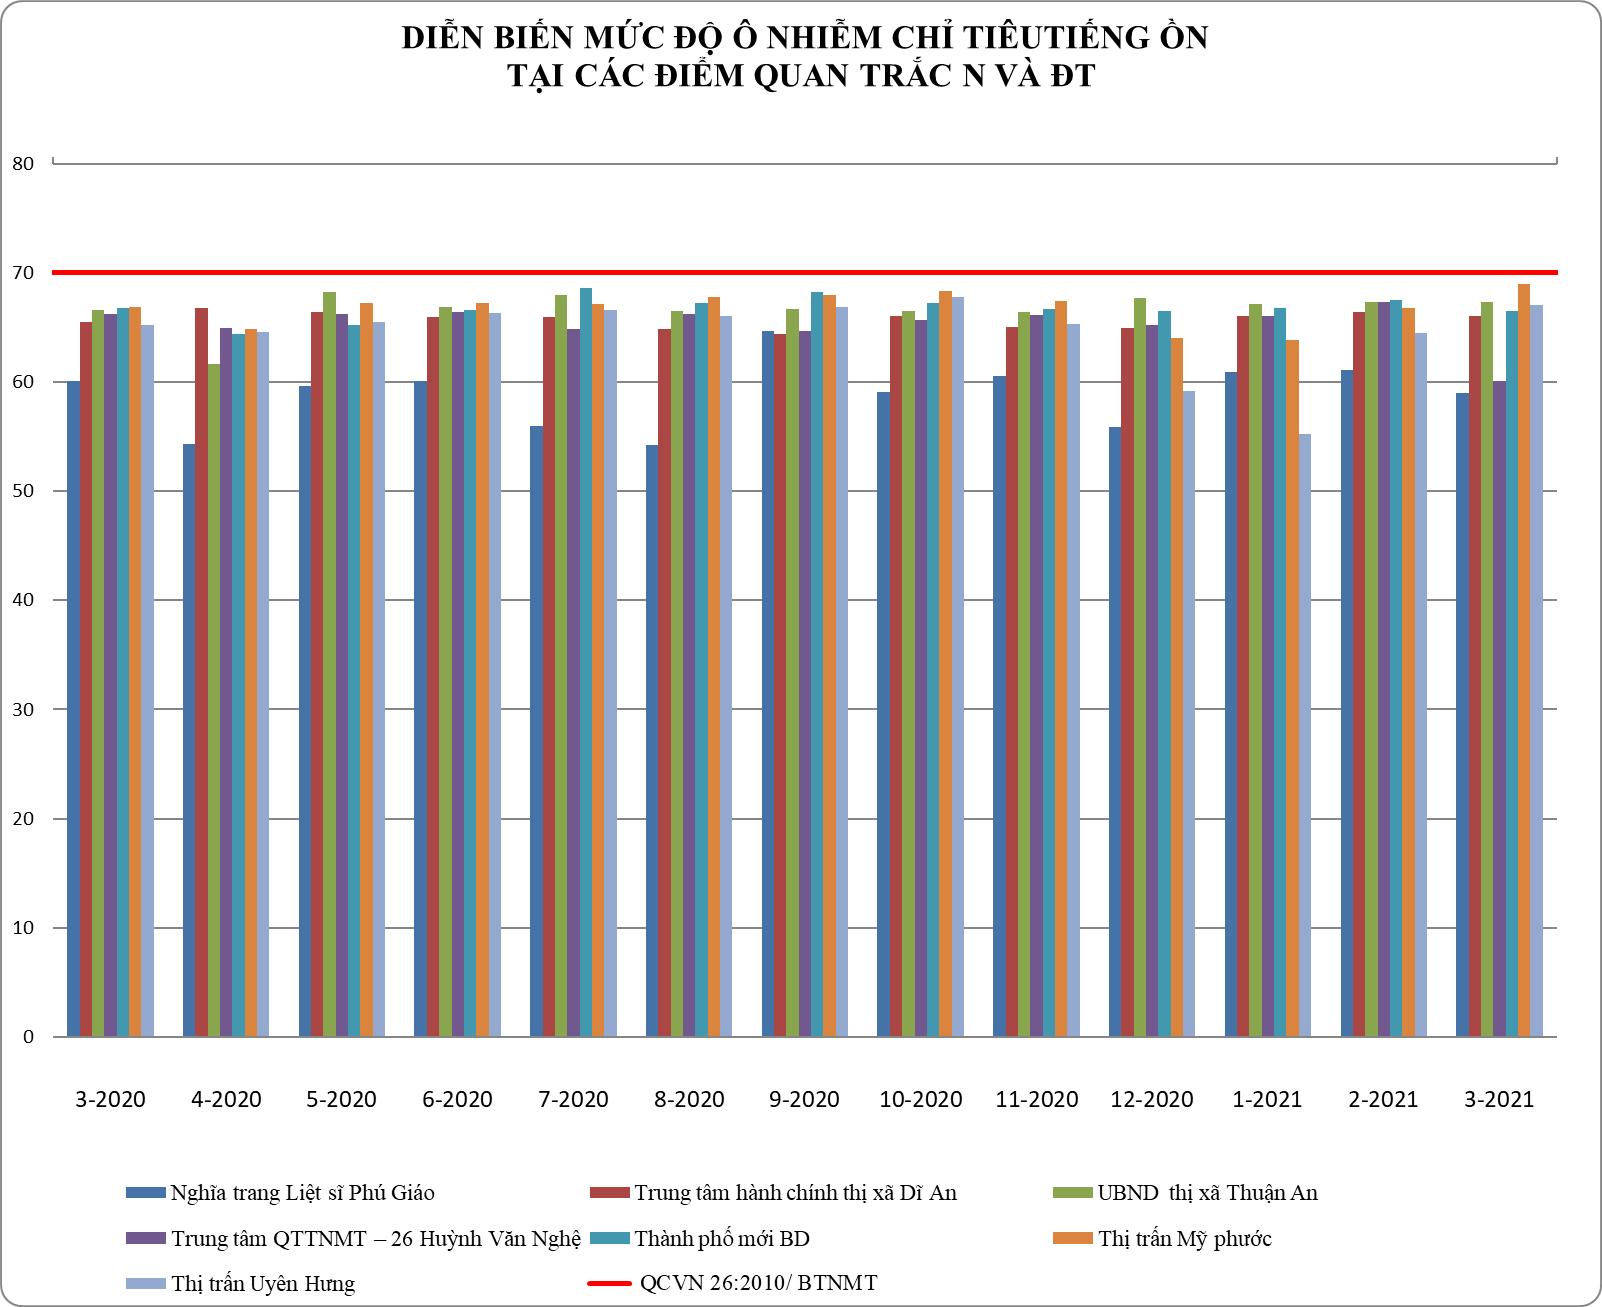 DIỄN BIẾN MỨC ĐỘ Ô NHIỄM CHỈ TIÊUTIẾNG ỒN
TẠI CÁC ĐIỂM QUAN TRẮC N VÀ ĐT
80
70
60
50
40
30
20
10
0
3-2020 4-2020 5-2020 6-2020 7-2020 8-2020 9-2020 10-2020 11-2020 12-2020 1-2021 2-2021 3-2021
Nghĩa trang Liệt sĩ Phú Giáo Trung tâm hành chính thị xã Dĩ An UBND thị xã Thuận An
Trung tâm QTTNMT – 26 Huỳnh Văn Nghệ Thành phố mới BD Thị trấn Mỹ phước
Thị trấn Uyên Hưng QCVN 26:2010/ BTNMT